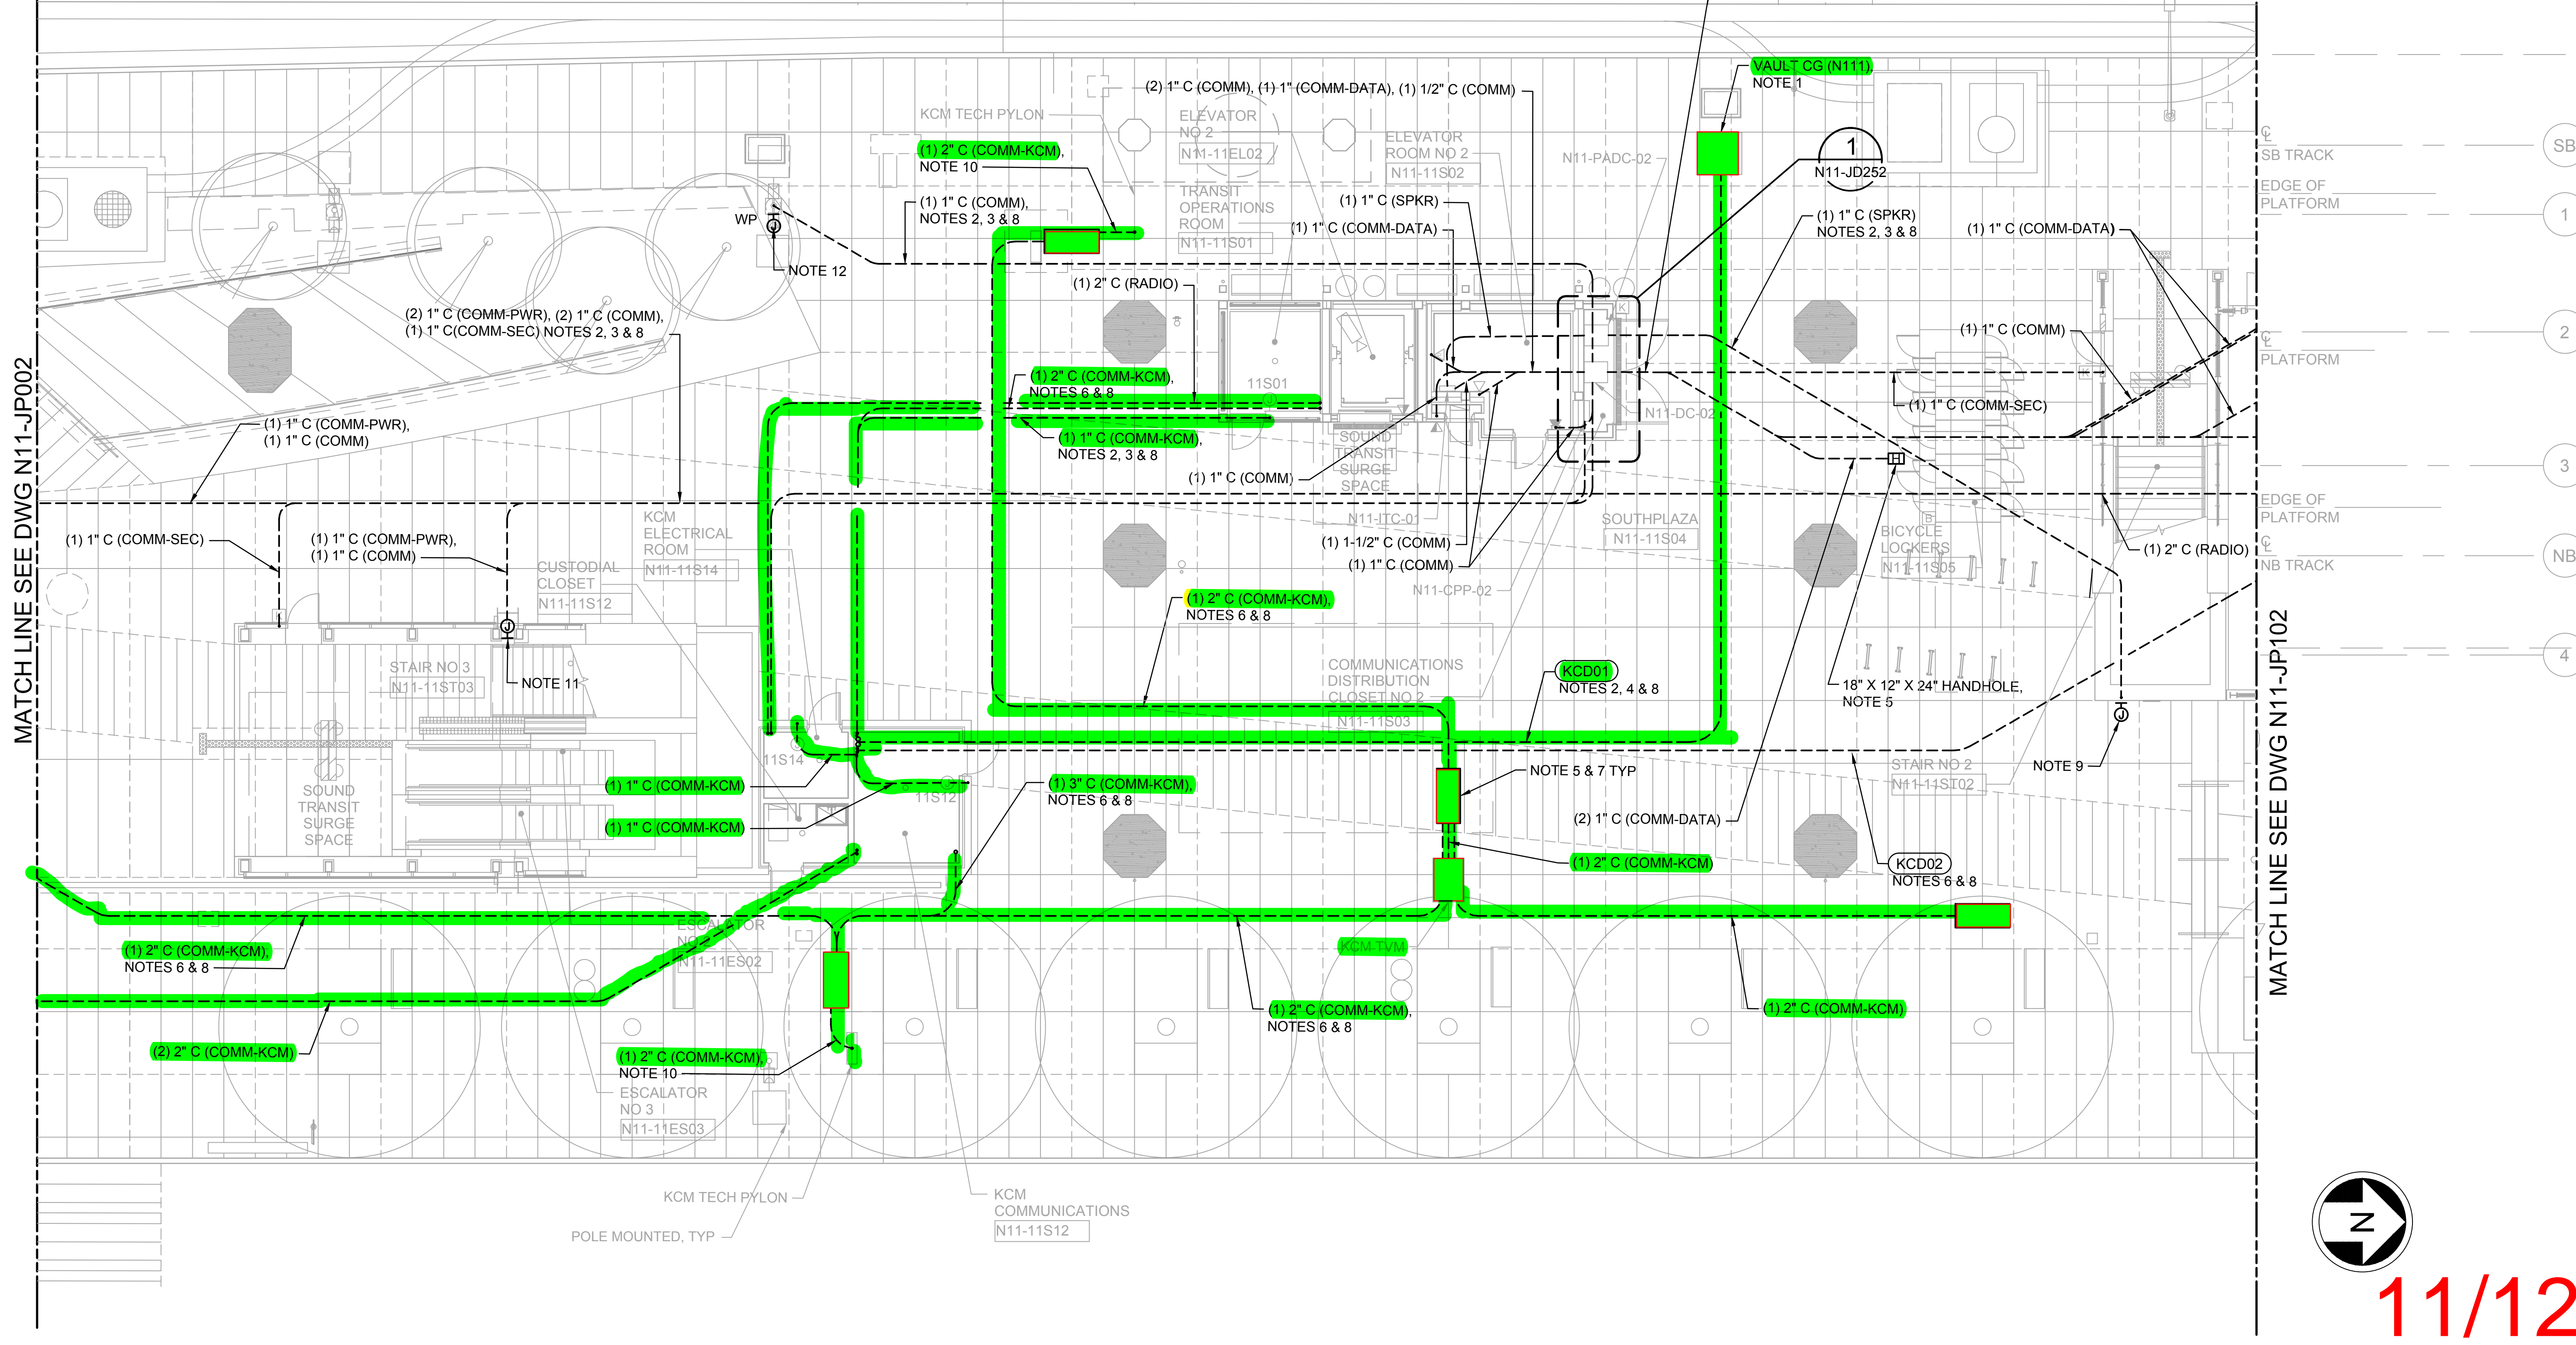 VAULT CG (N111),
NOTE 1
(2) 1" C (COMM), (1) 1" (COMM-DATA), (1) 1/2" C (COMM)
KCM TECH PYLON
ELEVATOR
NO 2
N11-11EL02
ELEVATOR
ROOM NO 2
N11-11S02
N11-PADC-02
1
N11-JD252
(1) 2" C (COMM-KCM),
NOTE 10
TRANSIT
OPERATIONS
ROOM
N11-11S01
(1) 1" C (COMM),
NOTES 2, 3 & 8
(1) 1" C (SPKR)
(1) 1" C (COMM-DATA)
(1) 1" C (SPKR)
NOTES 2, 3 & 8
(1) 1" C (COMM-DATA)
WP
J
NOTE 12
(1) 2" C (RADIO)
(2) 1" C (COMM-PWR), (2) 1" C (COMM),
(1) 1" C(COMM-SEC) NOTES 2, 3 & 8
K
(1) 1" C (COMM)
(1) 2" C (COMM-KCM),
NOTES 6 & 8
11S01
J
N11-DC-02
(1) 1" C (COMM-SEC)
(1) 1" C (COMM-PWR),
(1) 1" C (COMM)
(1) 1" C (COMM-KCM),
NOTES 2, 3 & 8
SOUND
TRANSIT
SURGE
SPACE
(1) 1" C (COMM)
H
KCM
ELECTRICAL
ROOM
N11-11S14
N11-ITC-01
SOUTHPLAZA
N11-11S04
B
BICYCLE
LOCKERS
N11-11S05
(1) 1" C (COMM-SEC)
(1) 1" C (COMM-PWR),
(1) 1" C (COMM)
(1) 1-1/2" C (COMM)
(1) 1" C (COMM)
(1) 2" C (RADIO)
CUSTODIAL
CLOSET
N11-11S12
N11-CPP-02
(1) 2" C (COMM-KCM),
NOTES 6 & 8
J
STAIR NO 3
N11-11ST03
NOTE 11
COMMUNICATIONS
DISTRIBUTION
CLOSET NO 2
N11-11S03
KCD01
NOTES 2, 4 & 8
18" X 12" X 24" HANDHOLE,
NOTE 5
J
11S14
(1) 1" C (COMM-KCM)
11S12
(1) 3" C (COMM-KCM),
NOTES 6 & 8
NOTE 5 & 7 TYP
STAIR NO 2
N11-11ST02
NOTE 9
SOUND
TRANSIT
SURGE
SPACE
(1) 1" C (COMM-KCM)
(2) 1" C (COMM-DATA)
(1) 2" C (COMM-KCM)
KCD02
NOTES 6 & 8
ESCALATOR
N11-11ES02
KCM TVM
(1) 2" C (COMM-KCM),
NOTES 6 & 8
(1) 2" C (COMM-KCM),
NOTES 6 & 8
(1) 2" C (COMM-KCM)
(2) 2" C (COMM-KCM)
(1) 2" C (COMM-KCM),
NOTE 10
ESCALATOR
NO 3
N11-11ES03
KCM TECH PYLON
POLE MOUNTED, TYP
KCM
COMMUNICATIONS
N11-11S12
MATCH LINE SEE DWG N11-JP002
MATCH LINE SEE DWG N11-JP102
SB TRACK
SB
EDGE OF
PLATFORM
1
2
PLATFORM
3
EDGE OF
PLATFORM
NB TRACK
NB
4
N
11/12